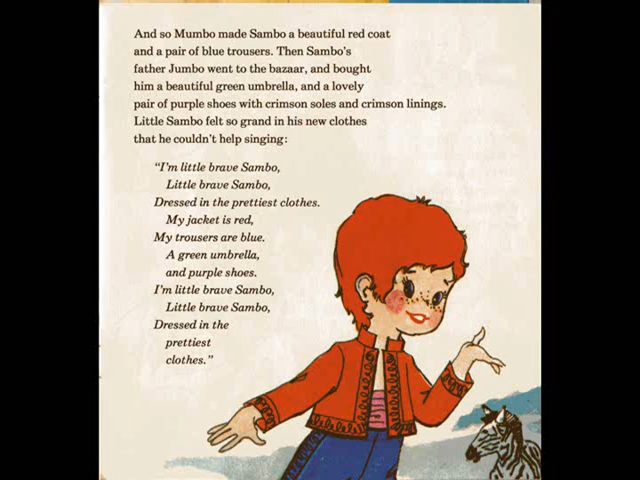 And so Mumbo made Sambo a beautiful red coat
and a pair of blue trousers. Then Sambo's
father Jumbo went to the bazaar, and bought
him a beautiful green umbrella, and a lovely
pair of purple shoes with crimson soles and crimson linings.
Little Sambo felt so grand in his new clothes
that he couldn't help singing:
“I'm little brave Sambo,
Little brave Sambo,
Dressed in the prettiest clothes.
My jacket is red,
My trousers are blue.
A green umbrella,
and purple shoes.
I'm little brave Sambo,
Little brave Sambo,
Dressed in the
prettiest
clothes.”